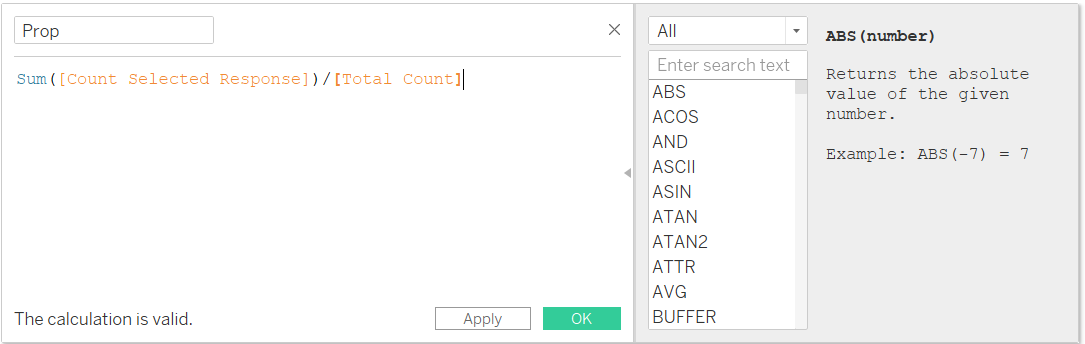 Prop
Sum([Count Selected Response])/[Total Count]
The calculation is valid.
Apply
OK
All
Enter search text
ABS
ACOS
AND
ASCII
ASIN
ATAN
ATAN2
ATTR
AVG
BUFFER
ABS(number)
Returns the absolute
value of the given
number.
Example: ABS(-7) = 7